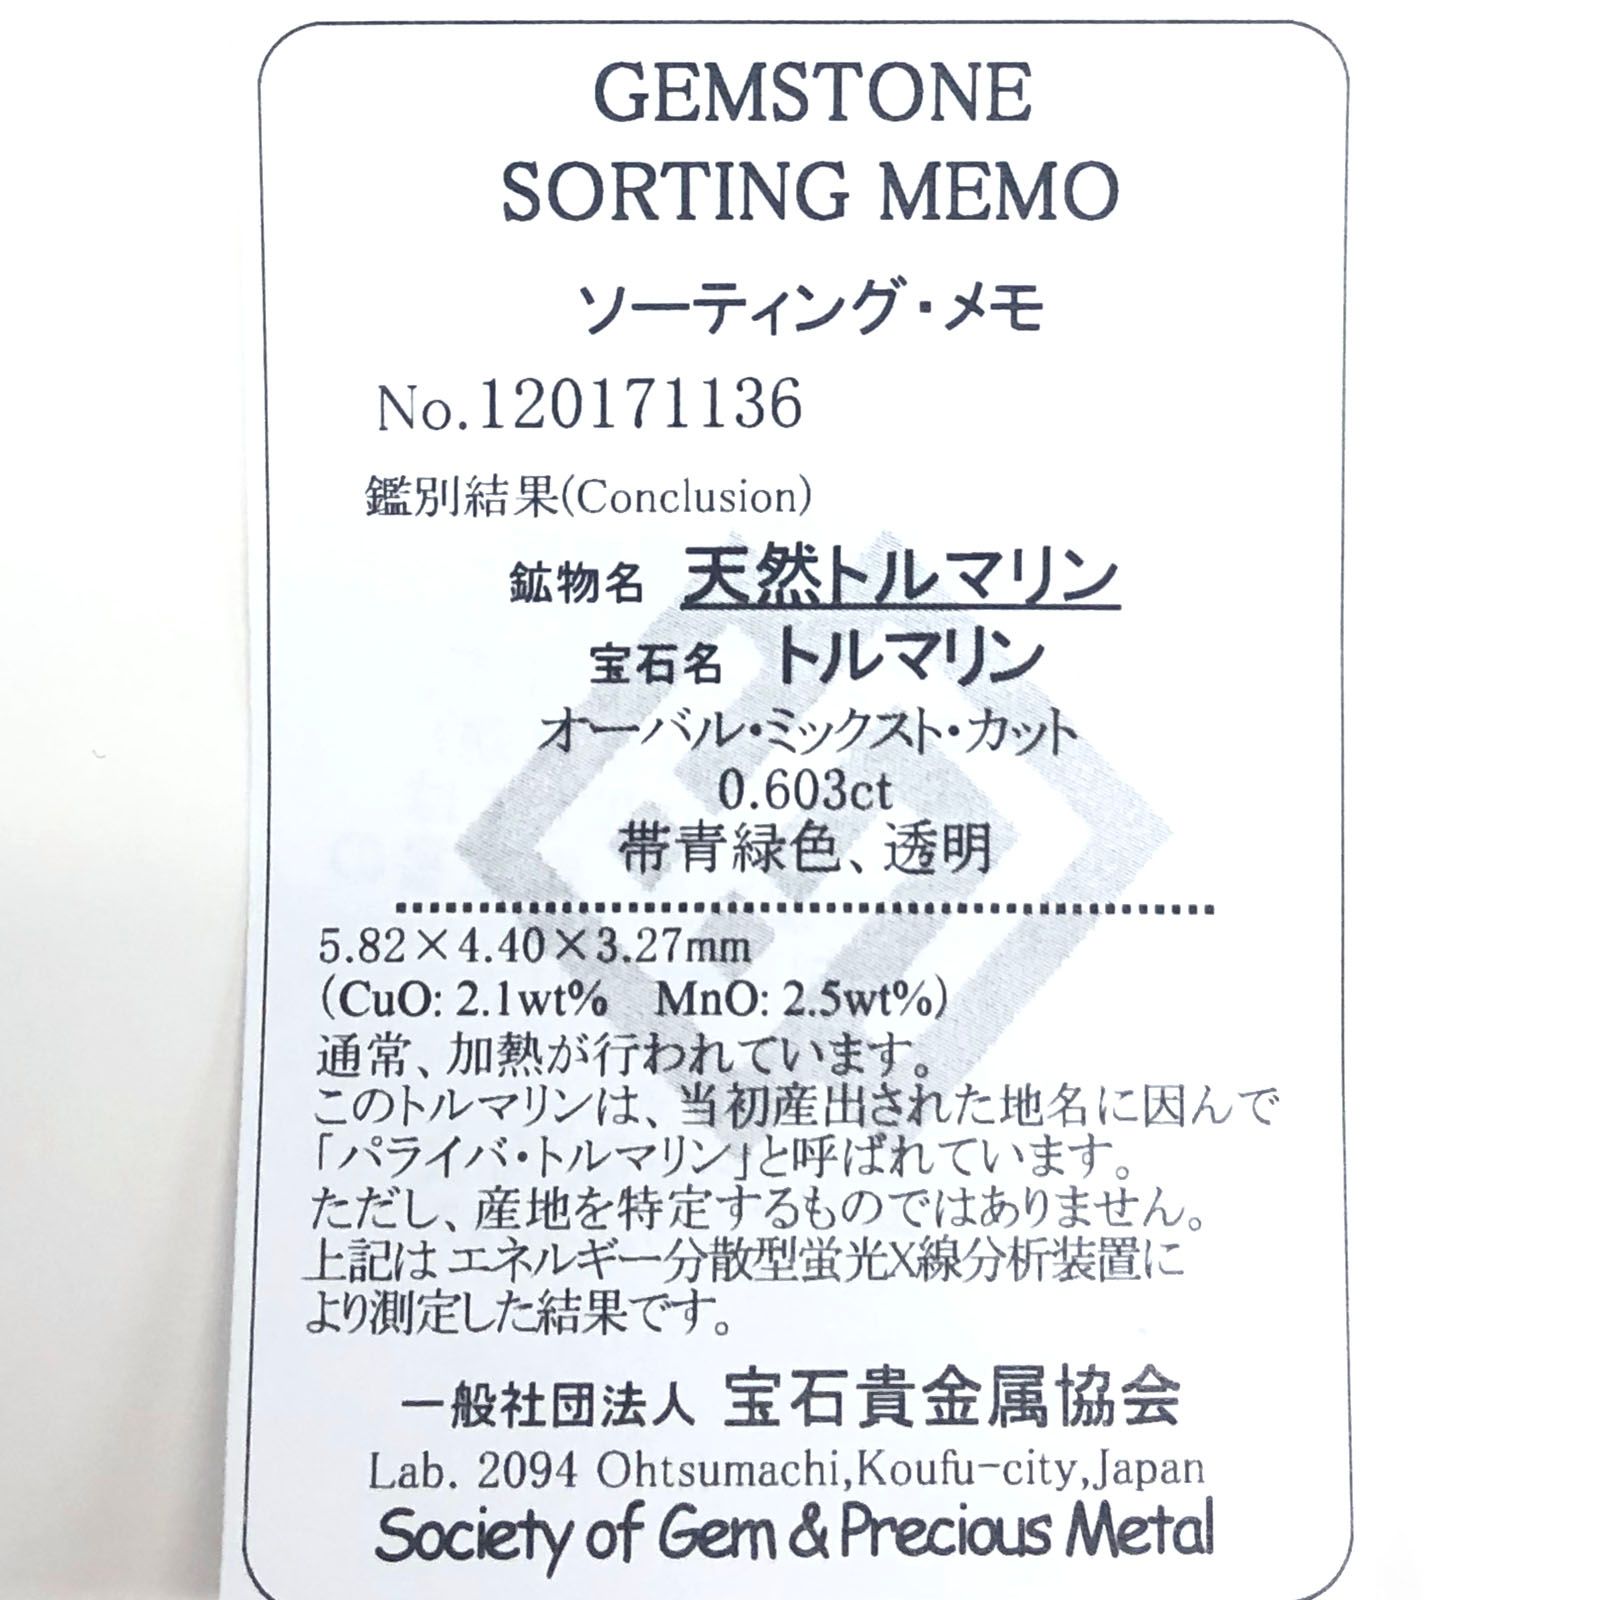 GEMSTONE
SORTING MEMO
ソーティング・メモ
No.120171136
鑑別結果(Conclusion)
鉱物名 天然トルマリン
宝石名 トルマリン
オーバル・ミックスト・カット
0.603ct
帯青緑色、透明
5.82×4.40×3.27mm
(CuO: 2.1wt% MnO: 2.5wt%)
通常、加熱が行われています。
このトルマリンは、当初産出された地名に因んで
「パライバ・トルマリン」と呼ばれています。
ただし、産地を特定するものではありません。
上記はエネルギー分散型蛍光X線分析装置に
より測定した結果です。
一般社団法人 宝石貴金属協会
Lab. 2094 Ohtsumachi,Koufu-city,Japan
Society of Gem & Precious Metal